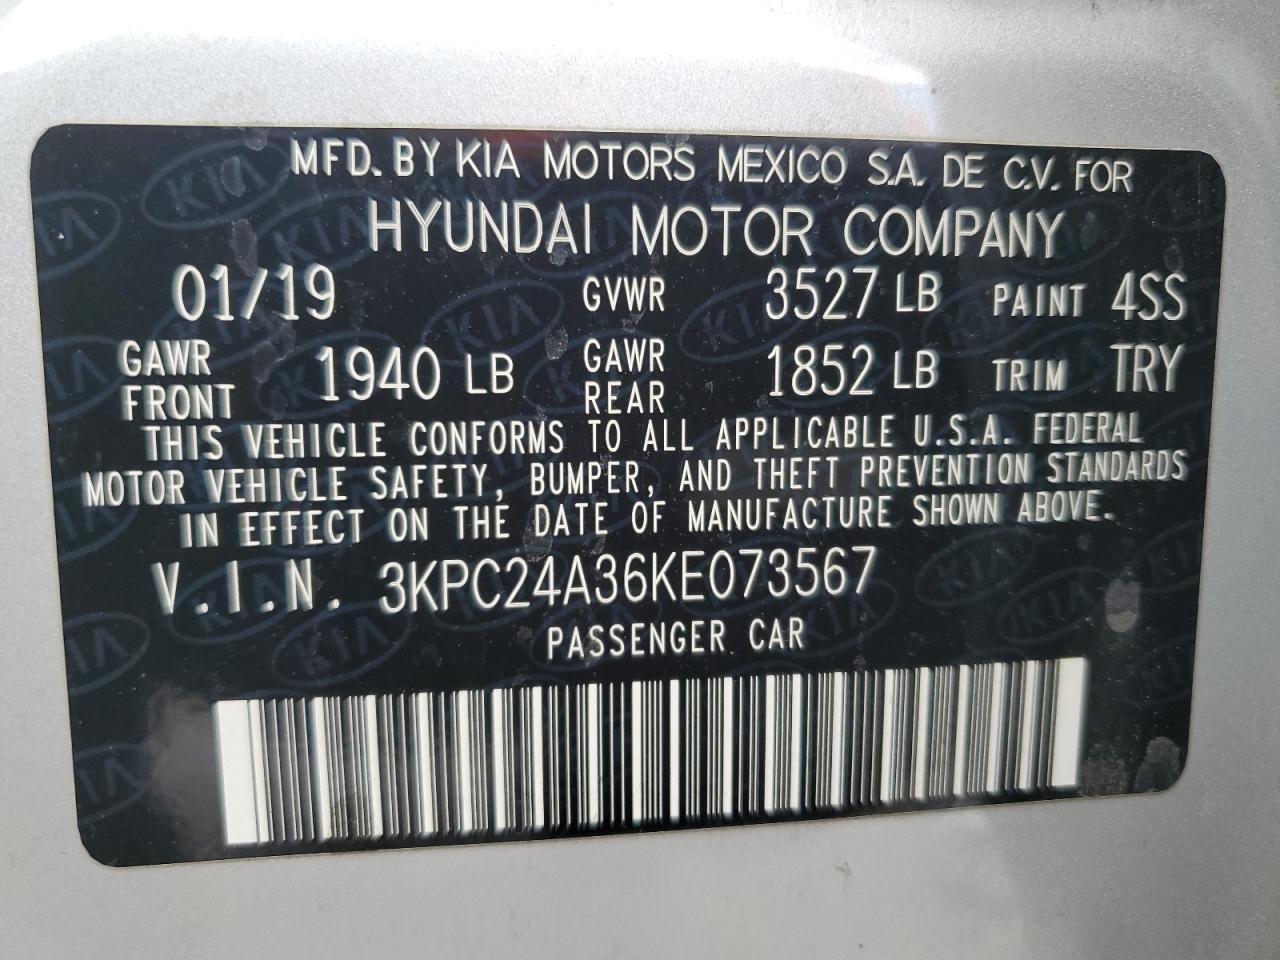 MFD. BY KIA MOTORS MEXICO S.A. DE C.V. FOR
HYUNDAI MOTOR COMPANY
01/19 GVWR 3527 LB PAINT 4SS
GAWR FRONT 1940 LB GAWR REAR 1852 LB TRIM TRY
THIS VEHICLE CONFORMS TO ALL APPLICABLE U.S.A. FEDERAL
MOTOR VEHICLE SAFETY, BUMPER, AND THEFT PREVENTION STANDARDS
IN EFFECT ON THE DATE OF MANUFACTURE SHOWN ABOVE.
V.I.N. 3KPC24A36KE073567
PASSENGER CAR